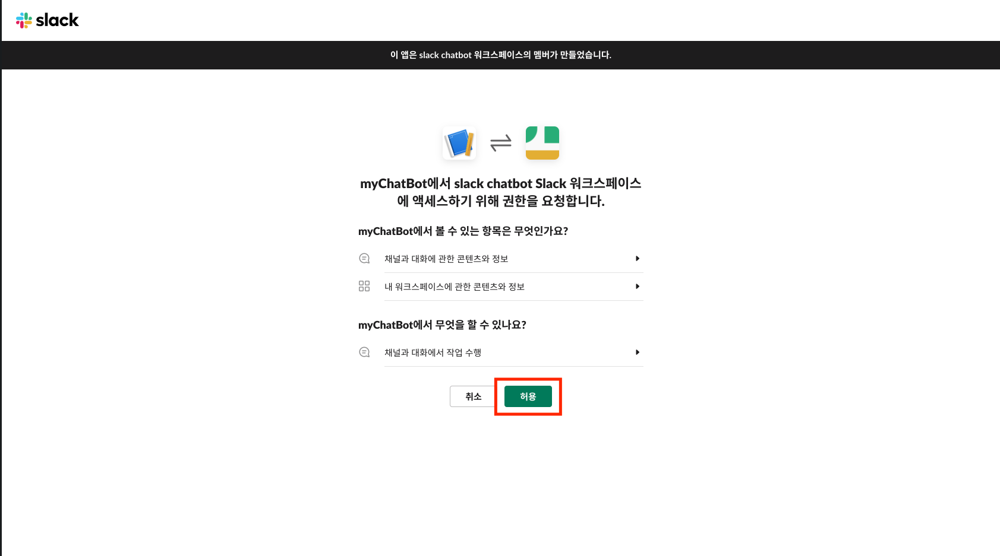 slack
이 앱은 slack chatbot 워크스페이스의 멤버가 만들었습니다.
myChatBot에서 slack chatbot Slack 워크스페이스
에 액세스하기 위해 권한을 요청합니다.
myChatBot에서 볼 수 있는 항목은 무엇인가요?
채널과 대화에 관한 콘텐츠와 정보
내 워크스페이스에 관한 콘텐츠와 정보
myChatBot에서 무엇을 할 수 있나요?
채널과 대화에서 작업 수행
취소
허용